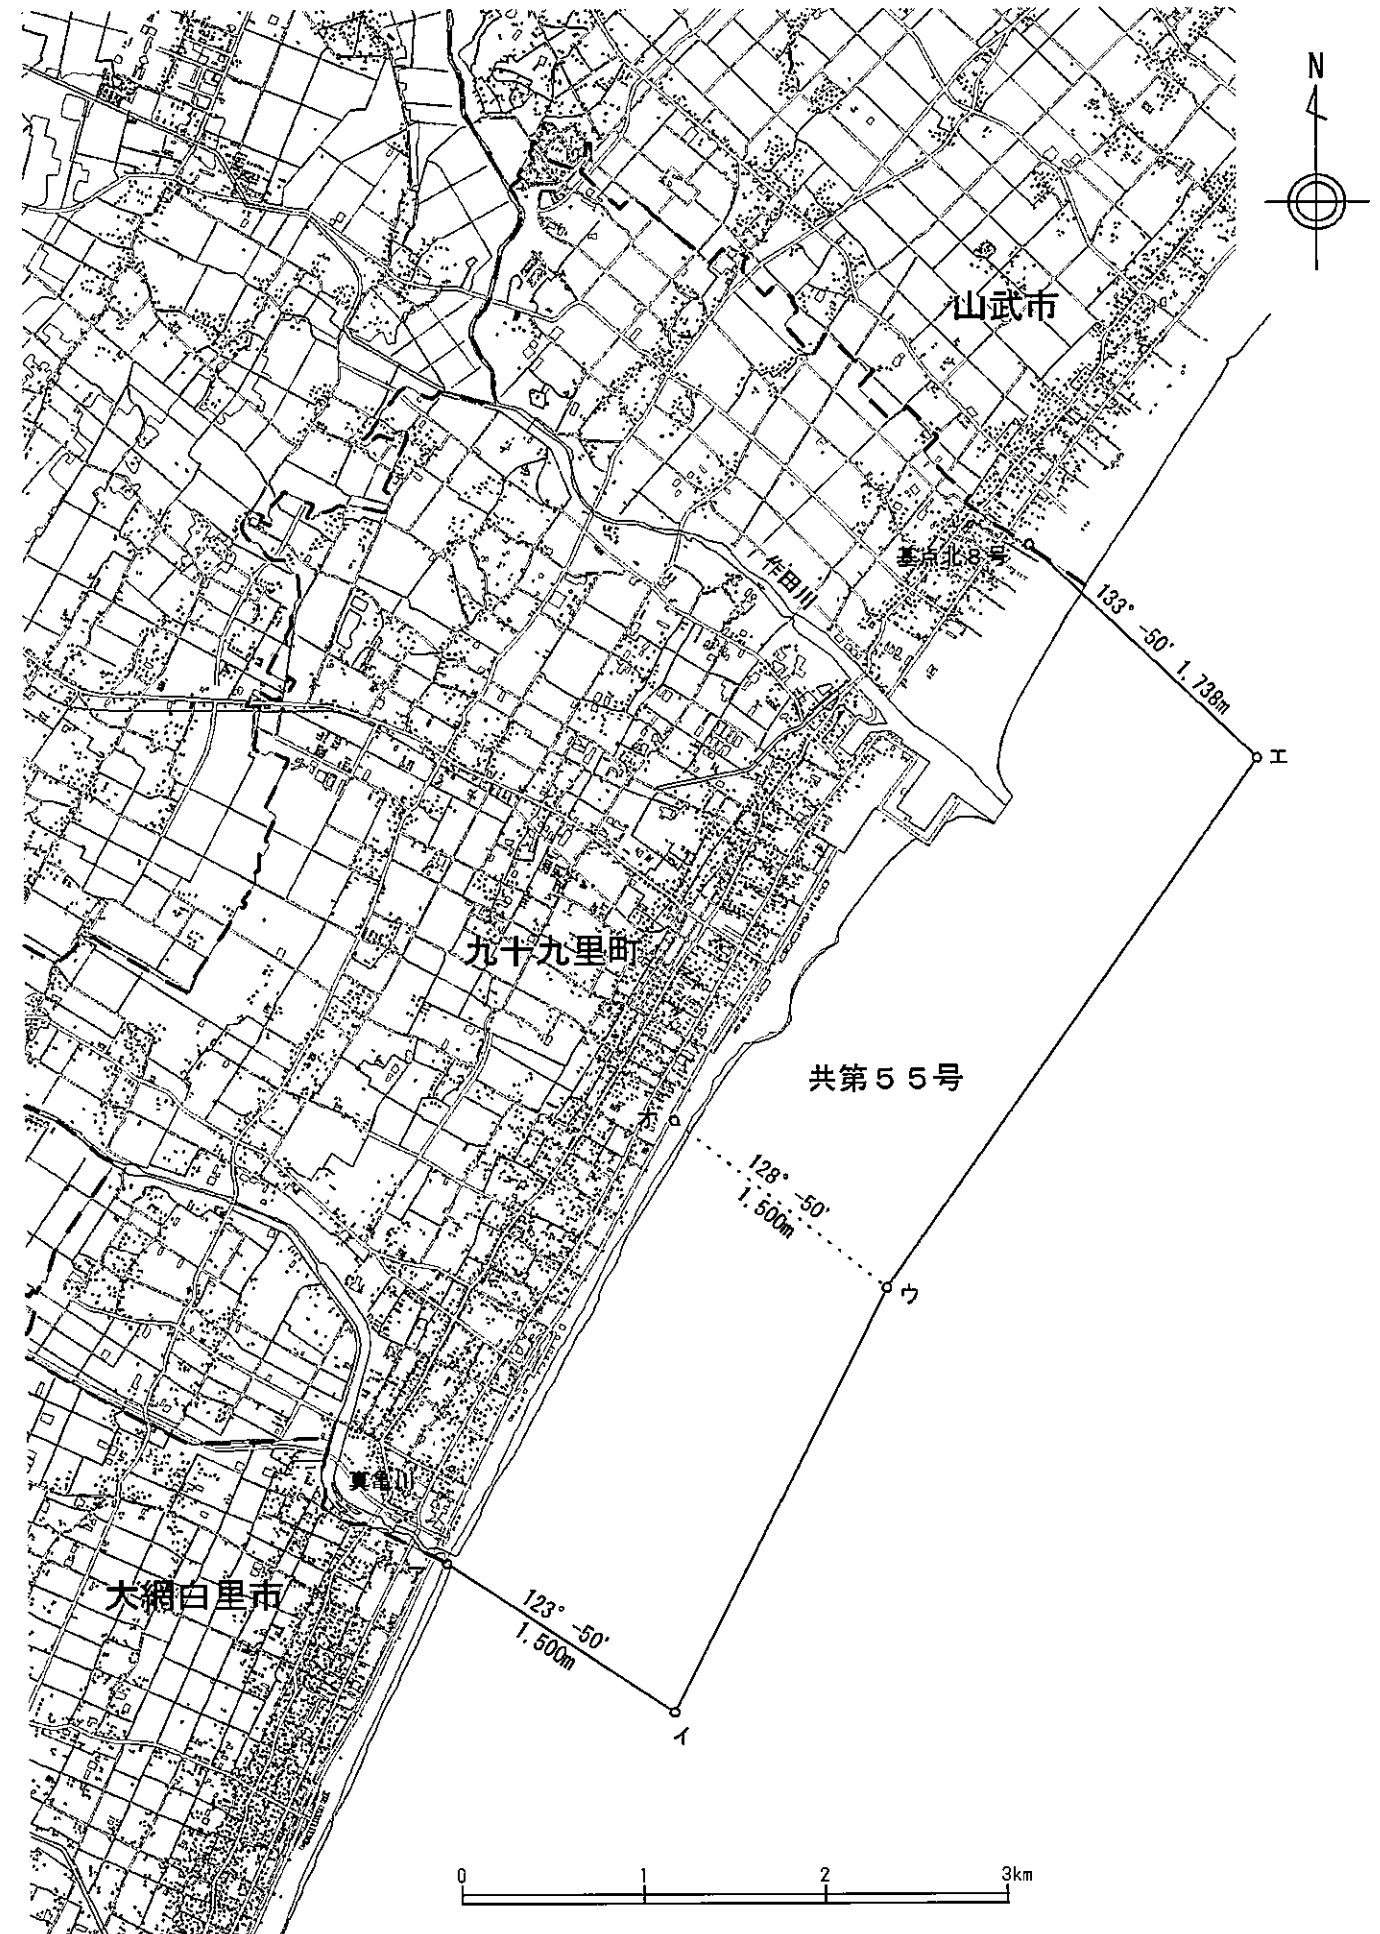 N
山武市
基点北8号
作田川
133° -50′ 1.738m
エ
九十九里町
共第55号
オ
128° -50′
1.500m
ウ
真亀川
ア
大網白里市
123° -50′
1.500m
イ
0 1 2 3km